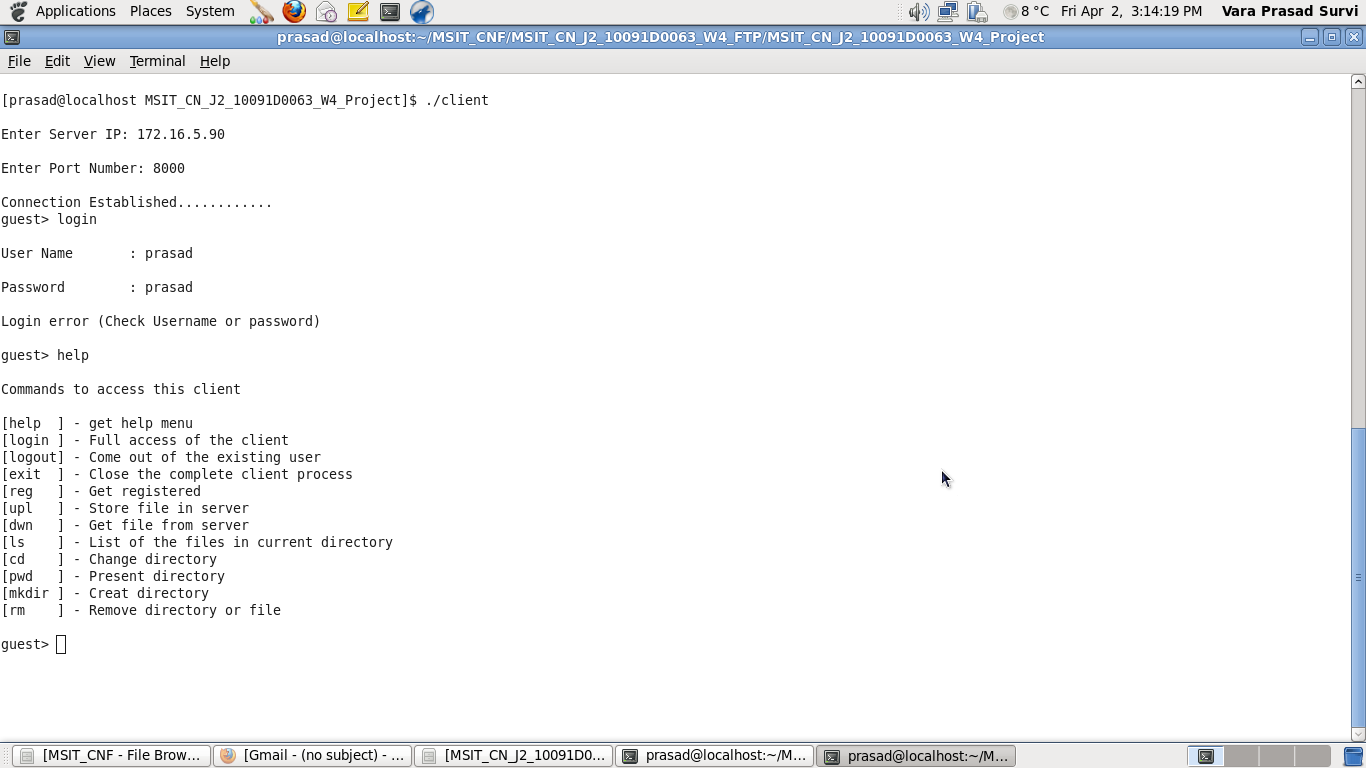 Applications Places System 8 °C Fri Apr 2, 3:14:19 PM Vara Prasad Survi
prasad@localhost:~/MSIT_CNF/MSIT_CN_J2_10091D0063_W4_FTP/MSIT_CN_J2_10091D0063_W4_Project
File Edit View Terminal Help
[prasad@localhost MSIT_CN_J2_10091D0063_W4_Project]$ ./client
Enter Server IP: 172.16.5.90
Enter Port Number: 8000
Connection Established............
guest> login
User Name       : prasad
Password        : prasad
Login error (Check Username or password)
guest> help
Commands to access this client
[help  ] - get help menu
[login ] - Full access of the client
[logout] - Come out of the existing user
[exit  ] - Close the complete client process
[reg   ] - Get registered
[upl   ] - Store file in server
[dwn   ] - Get file from server
[ls    ] - List of the files in current directory
[cd    ] - Change directory
[pwd   ] - Present directory
[mkdir ] - Creat directory
[rm    ] - Remove directory or file
guest>
[MSIT_CNF - File Brow... [Gmail - (no subject) - ... [MSIT_CN_J2_10091D0... prasad@localhost:~/M... prasad@localhost:~/M...